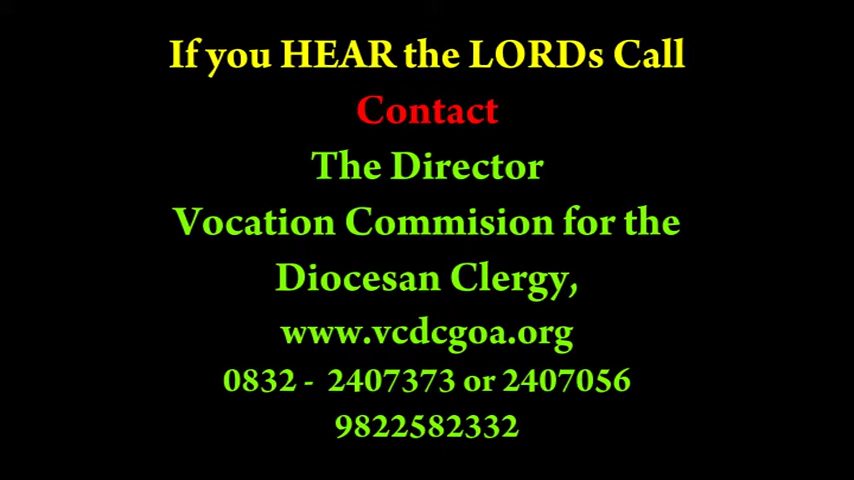 If you HEAR the LORDs Call
Contact
The Director
Vocation Commision for the
Diocesan Clergy,
www.vcdcgoa.org
0832 - 2407373 or 2407056
9822582332